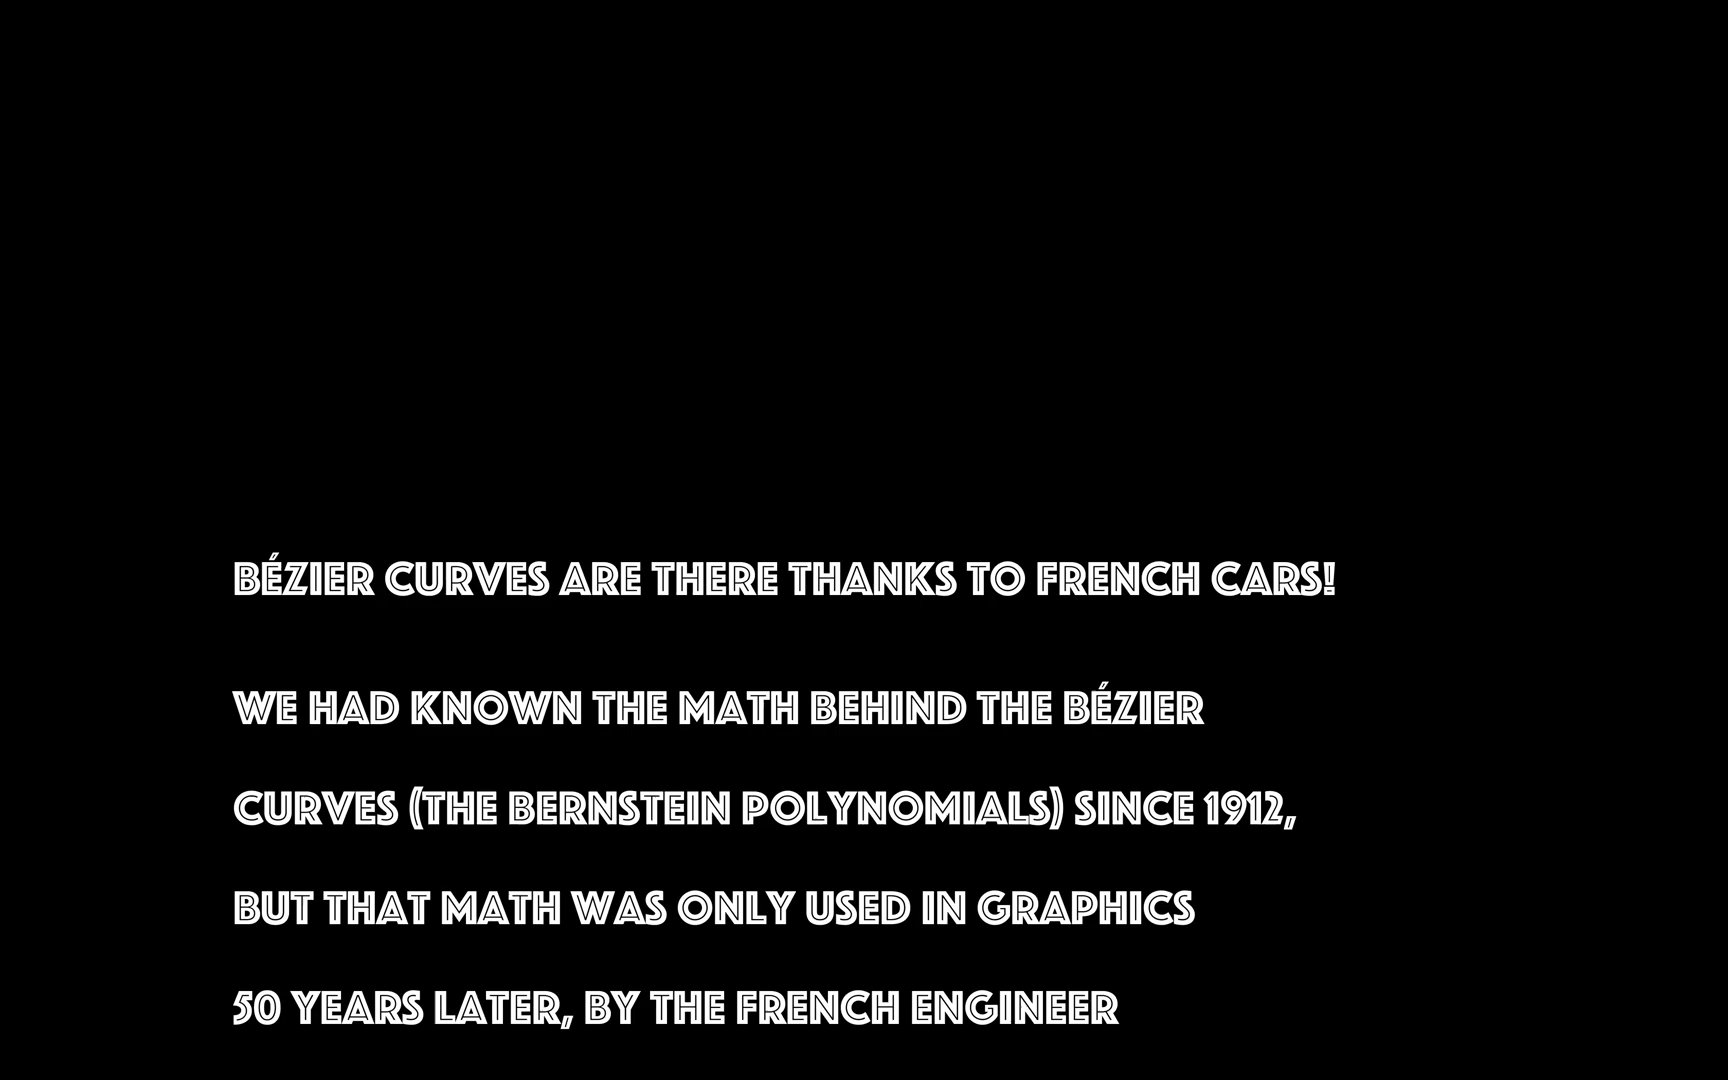 BÉZIER CURVES ARE THERE THANKS TO FRENCH CARS!
WE HAD KNOWN THE MATH BEHIND THE BÉZIER
CURVES (THE BERNSTEIN POLYNOMIALS) SINCE 1912,
BUT THAT MATH WAS ONLY USED IN GRAPHICS
50 YEARS LATER, BY THE FRENCH ENGINEER